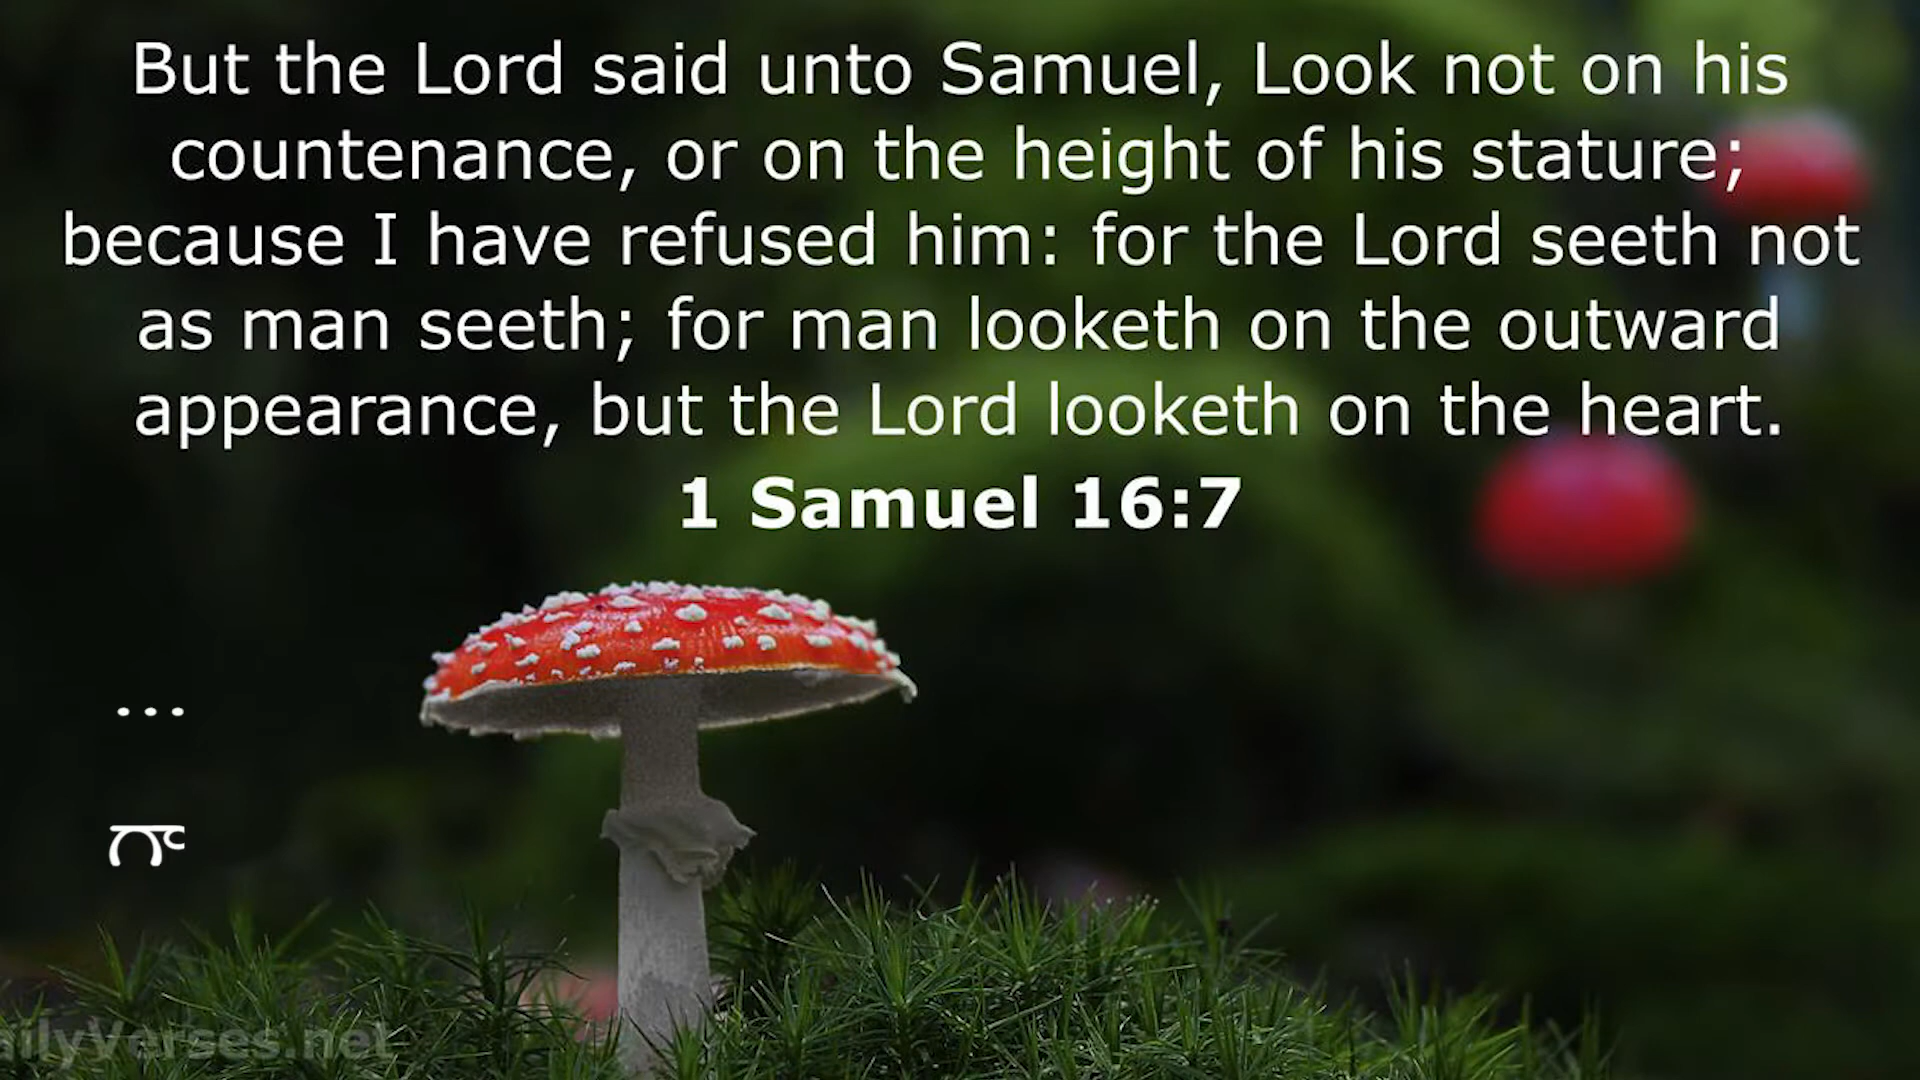 But the Lord said unto Samuel, Look not on his
countenance, or on the height of his stature;
because I have refused him: for the Lord seeth not
as man seeth; for man looketh on the outward
appearance, but the Lord looketh on the heart.
1 Samuel 16:7
...
ilyVerses.net